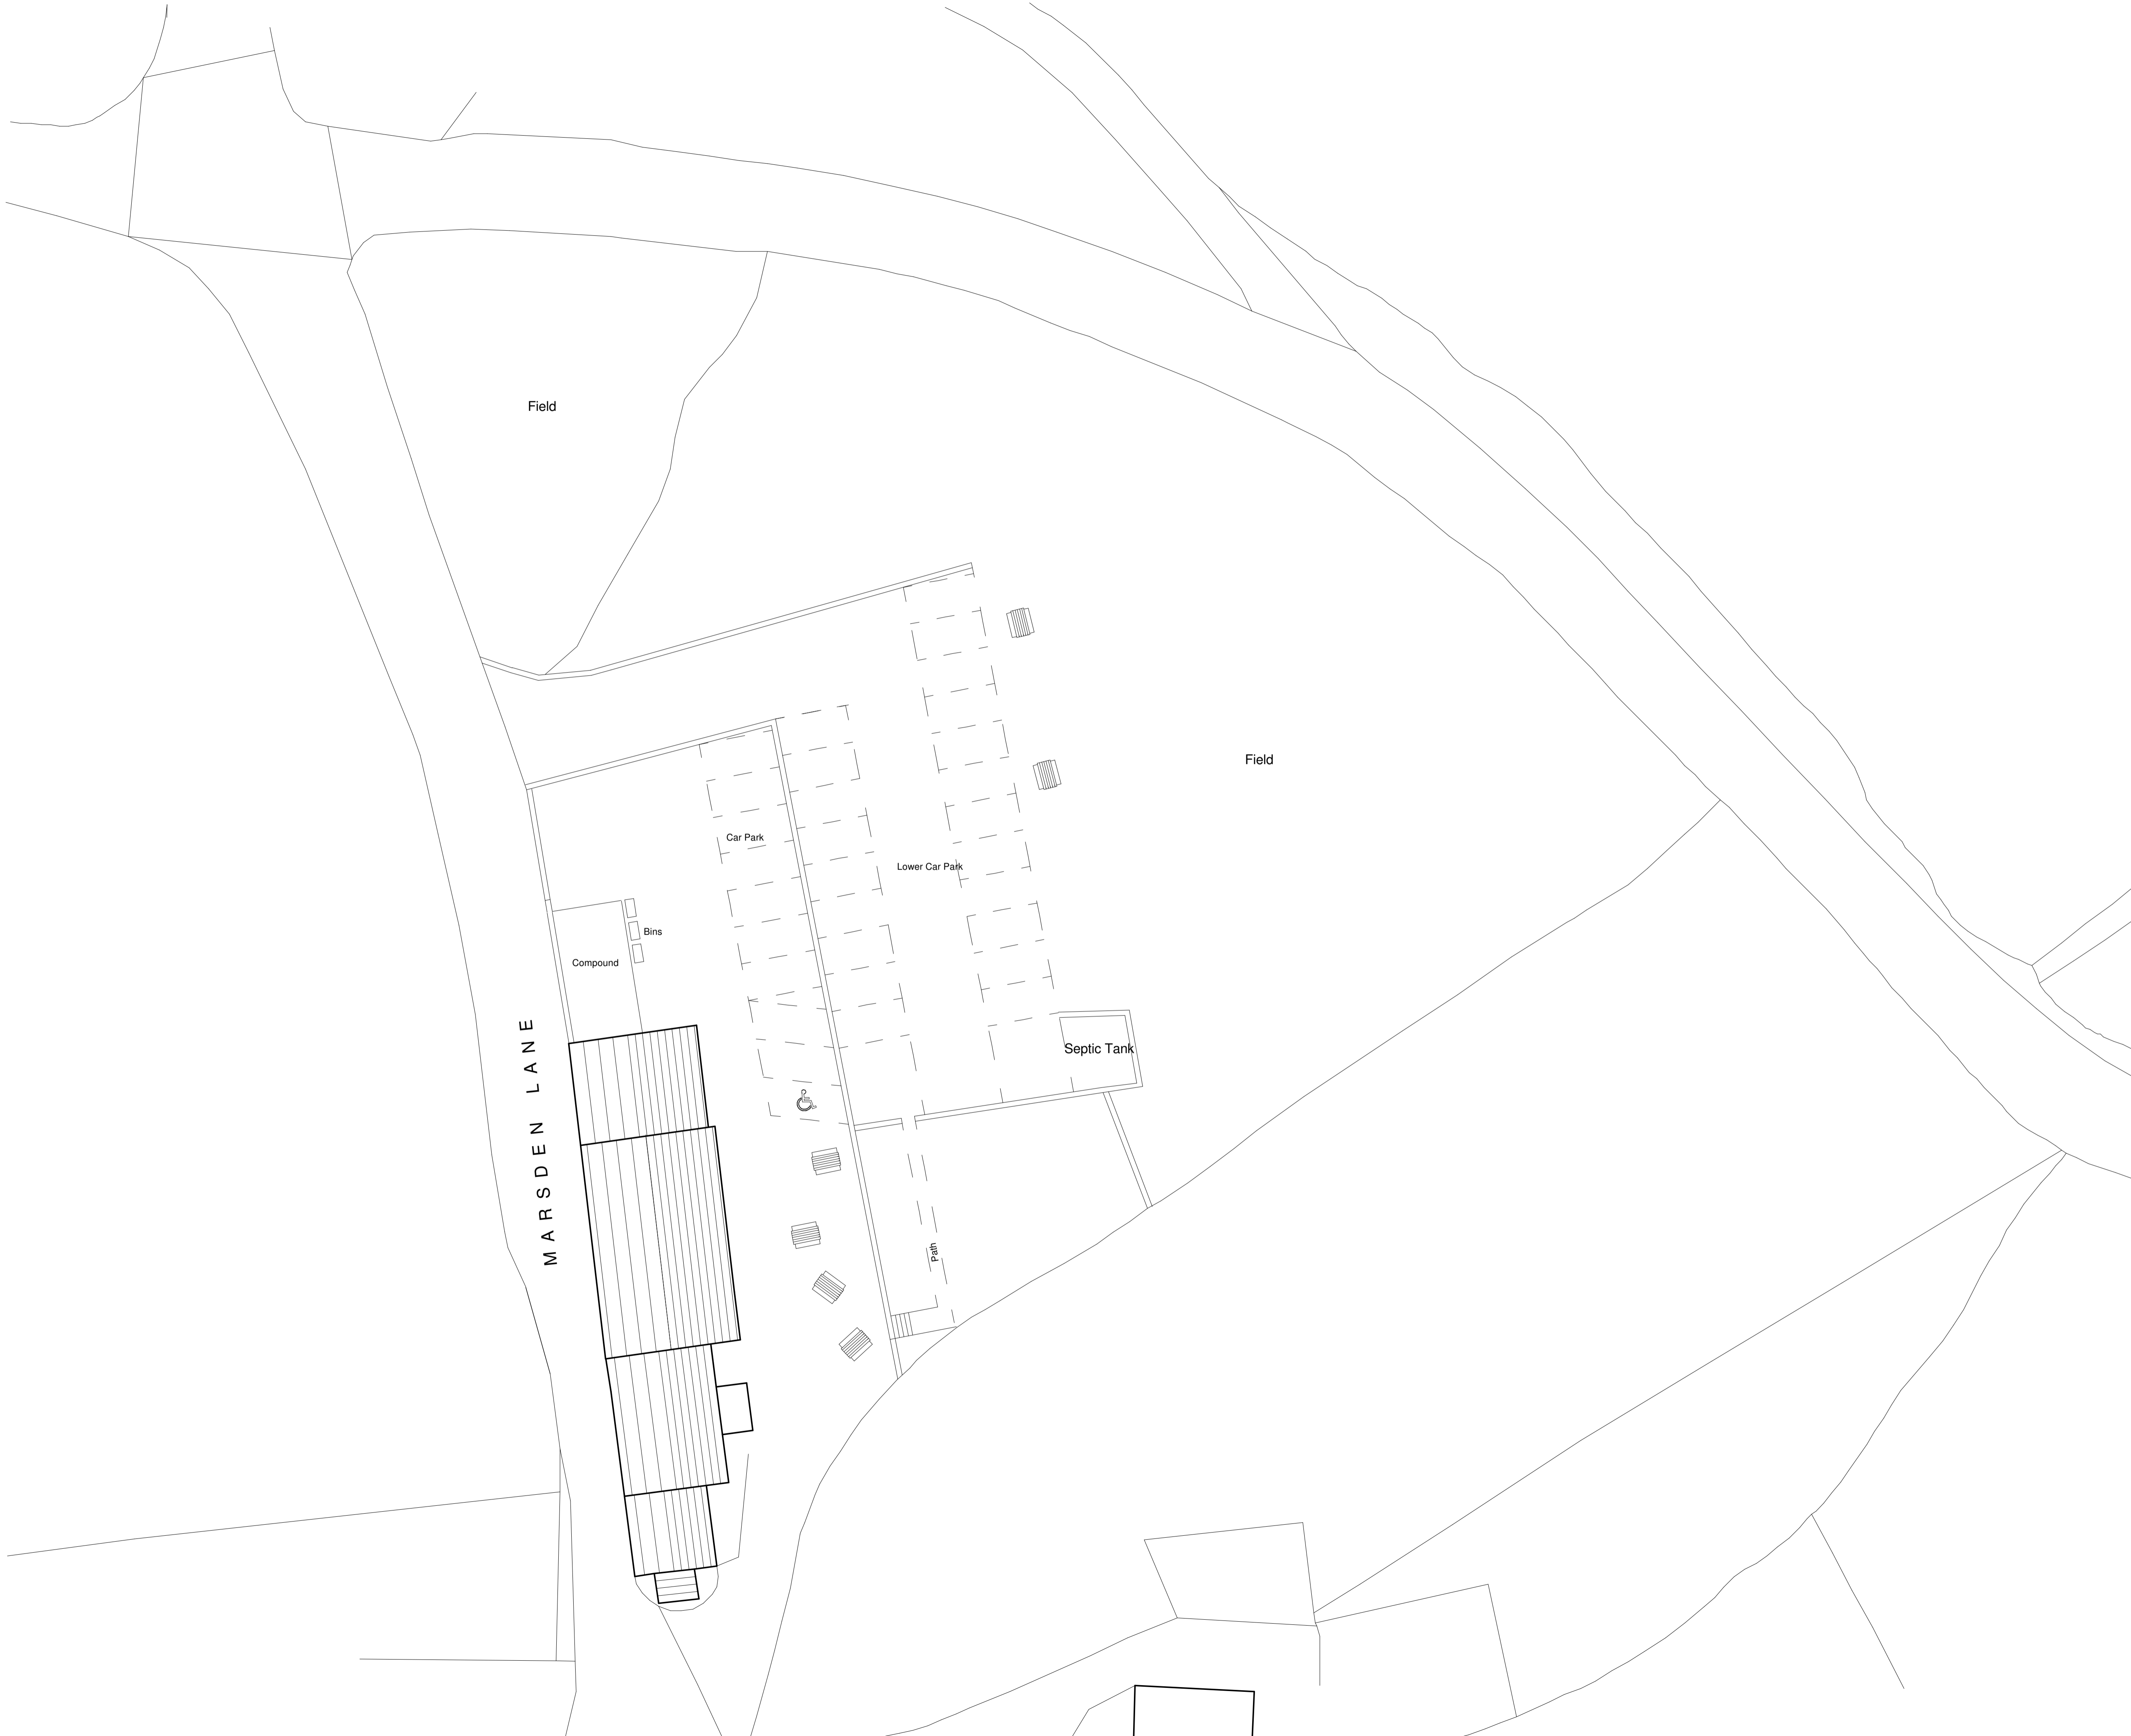 Field
Field
Car Park
Lower Car Park
Bins
Compound
MARSDEN LANE
Septic Tank
Path